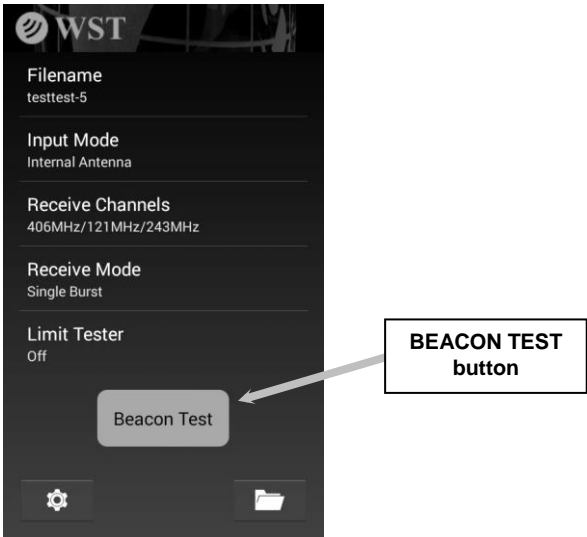 WST
Filename
testtest-5
Input Mode
Internal Antenna
Receive Channels
406MHz/121MHz/243MHz
Receive Mode
Single Burst
Limit Tester
Off
BEACON TEST
button
Beacon Test